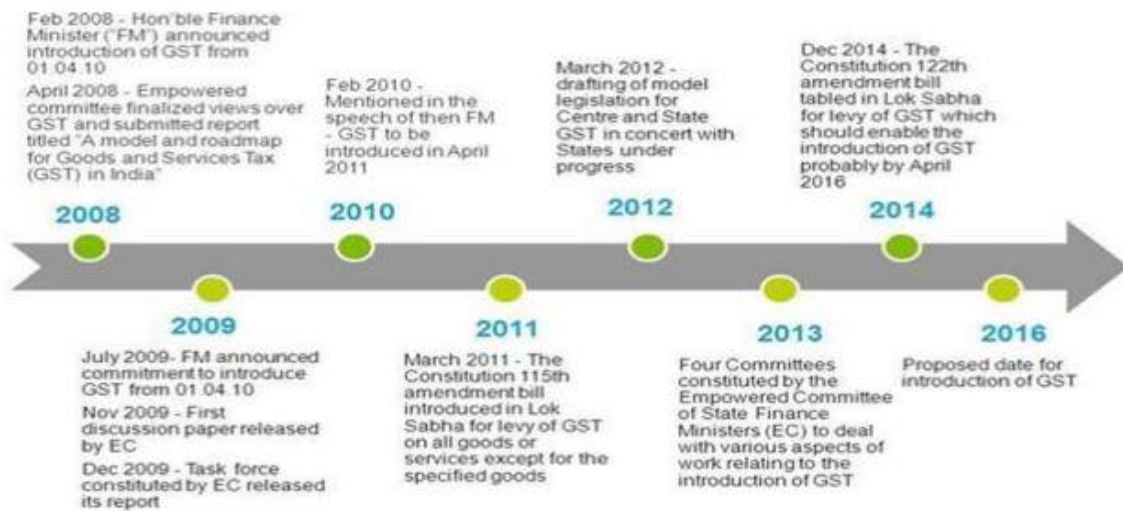 Feb 2008 - Hon'ble Finance
Minister ("FM") announced
introduction of GST from
01.04.10
April 2008 - Empowered
committee finalized views over
GST and submitted report
titled "A model and roadmap
for Goods and Services Tax
(GST) in India"
2008
Feb 2010 -
Mentioned in the
speech of then FM
- GST to be
introduced in April
2011
2010
March 2012 -
drafting of model
legislation for
Centre and State
GST in concert with
States under
progress
2012
Dec 2014 - The
Constitution 122th
amendment bill
tabled in Lok Sabha
for levy of GST which
should enable the
introduction of GST
probably by April
2016
2014
2009
July 2009- FM announced
commitment to introduce
GST from 01.04.10
Nov 2009 - First
discussion paper released
by EC
Dec 2009 - Task force
constituted by EC released
its report
2011
March 2011 - The
Constitution 115th
amendment bill
introduced in Lok
Sabha for levy of GST
on all goods or
services except for the
specified goods
2013
Four Committees
constituted by the
Empowered Committee
of State Finance
Ministers (EC) to deal
with various aspects of
work relating to the
introduction of GST
2016
Proposed date for
introduction of GST